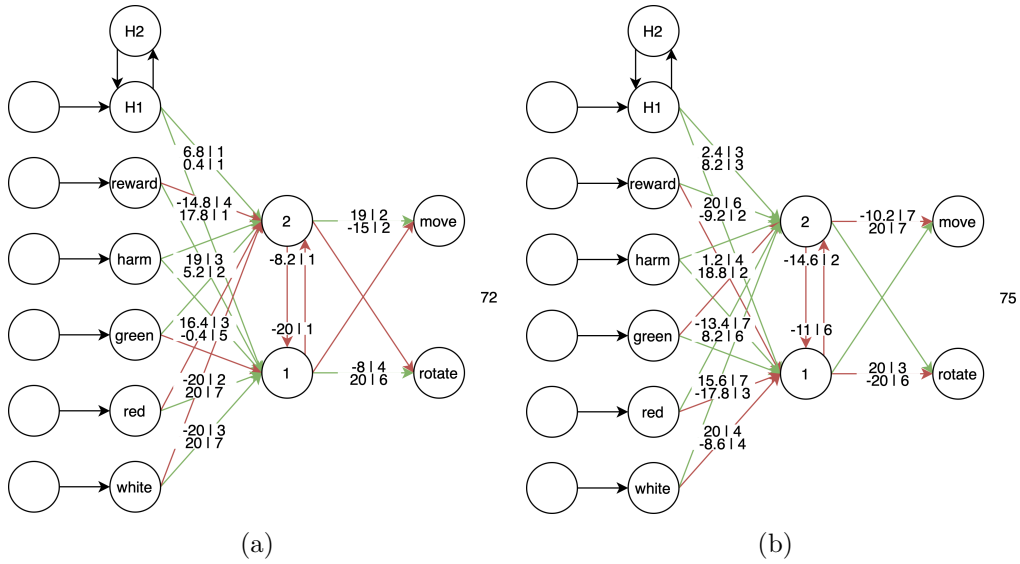 H2
H1
6.8 | 1
0.4 | 1
reward
-14.8 | 4
17.8 | 1
2
19 | 2
-15 | 2
move
harm
19 | 3
5.2 | 2
-8.2 | 1
72
green
16.4 | 3
-0.4 | 5
-20 | 1
1
-8 | 4
20 | 6
rotate
-20 | 2
20 | 7
red
-20 | 3
20 | 7
white
(a)
H2
H1
2.4 | 3
8.2 | 3
reward
20 | 6
-9.2 | 2
2
-10.2 | 7
20 | 7
move
harm
1.2 | 4
18.8 | 2
-14.6 | 2
75
green
-13.4 | 7
8.2 | 6
-11 | 6
1
20 | 3
-20 | 6
rotate
15.6 | 7
-17.8 | 3
red
20 | 4
-8.6 | 4
white
(b)